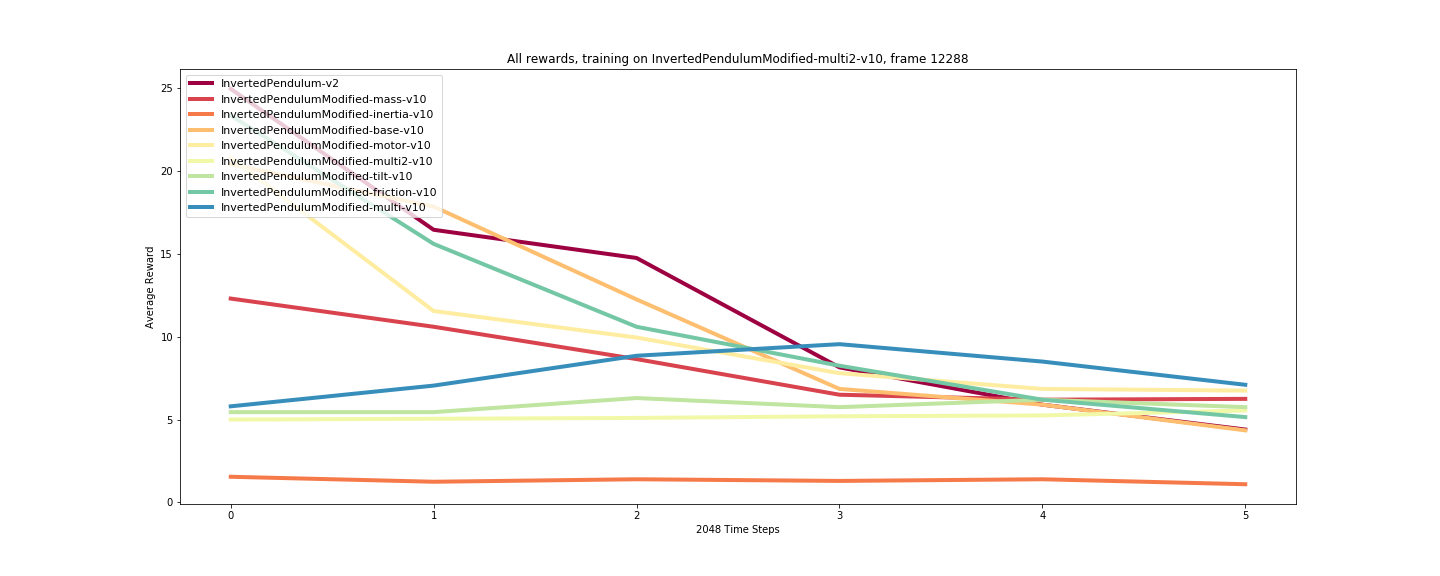 All rewards, training on InvertedPendulumModified-multi2-v10, frame 12288
InvertedPendulum-v2
InvertedPendulumModified-mass-v10
InvertedPendulumModified-inertia-v10
InvertedPendulumModified-base-v10
InvertedPendulumModified-motor-v10
InvertedPendulumModified-multi2-v10
InvertedPendulumModified-tilt-v10
InvertedPendulumModified-friction-v10
InvertedPendulumModified-multi-v10
25
20
15
10
5
0
Average Reward
0 1 2 3 4 5
2048 Time Steps